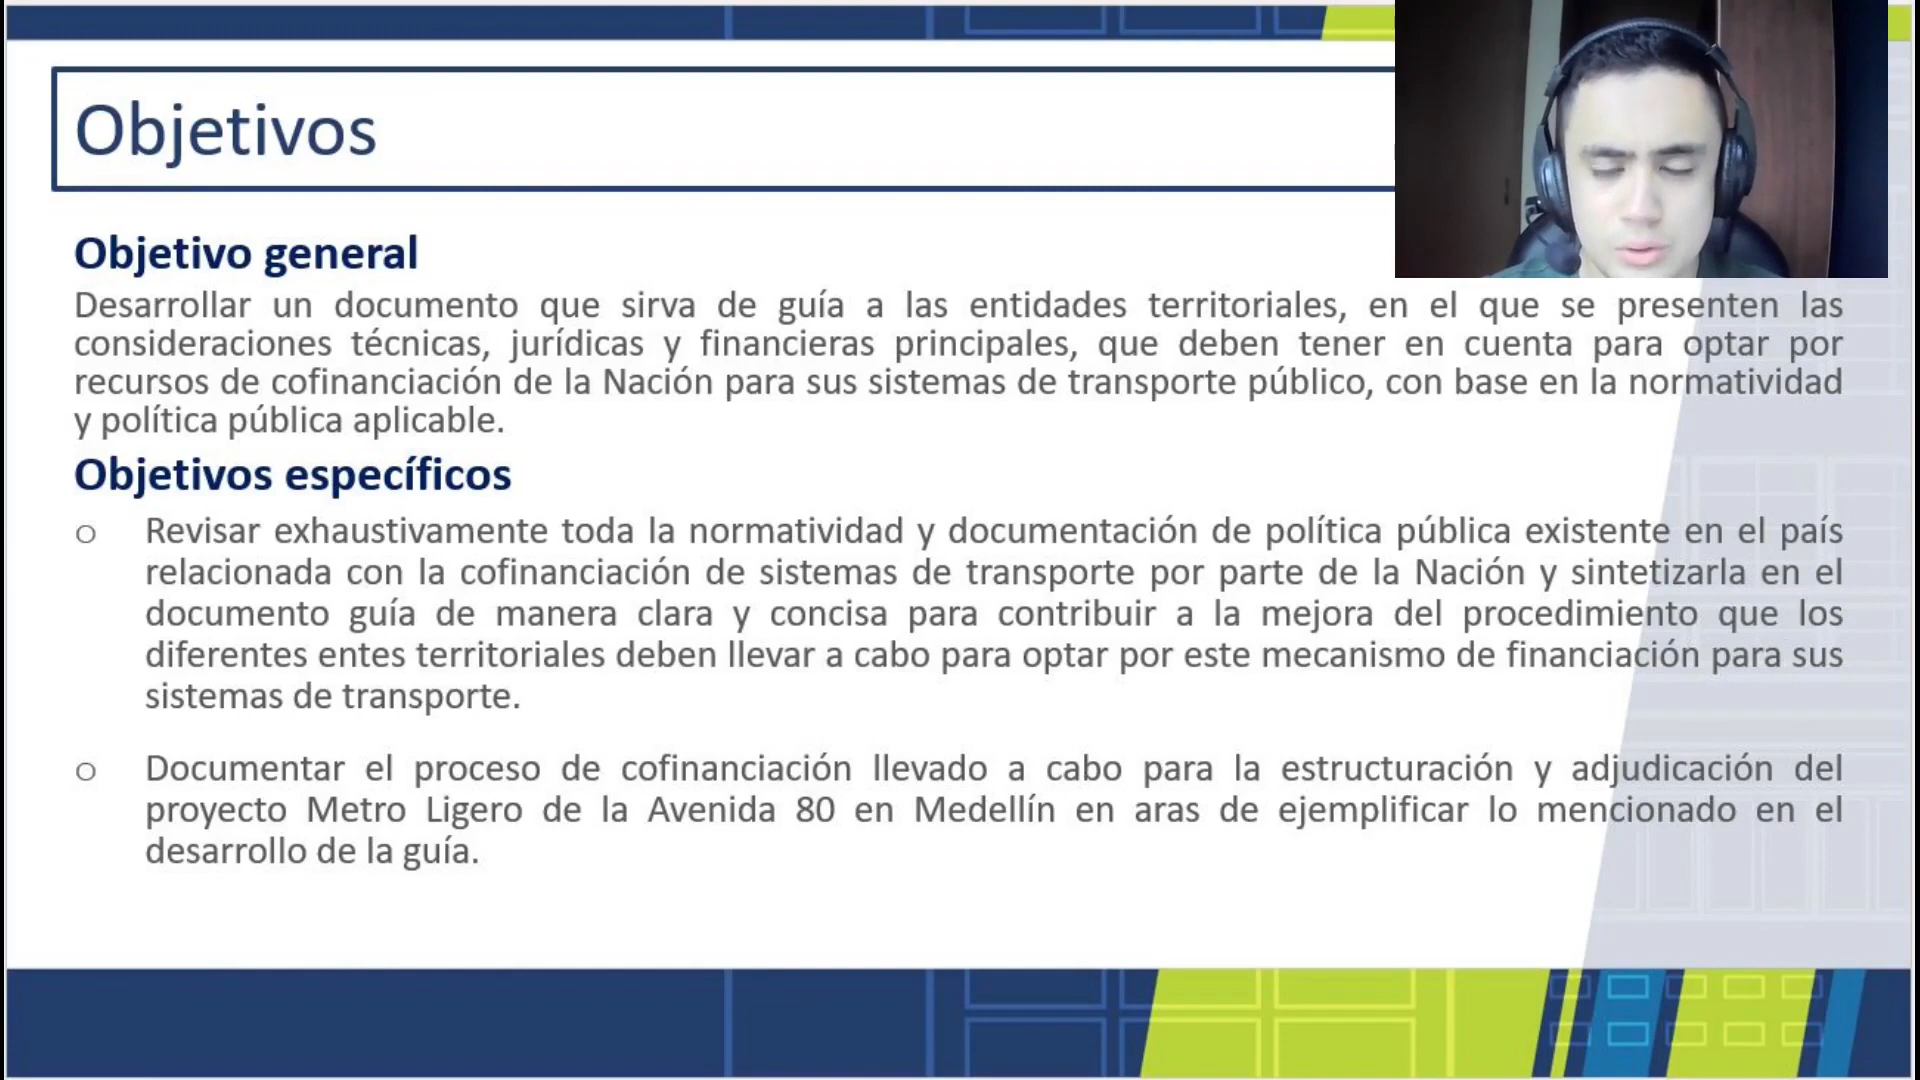 Objetivos
Objetivo general
Desarrollar un documento que sirva de guía a las entidades territoriales, en el que se presenten las
consideraciones técnicas, jurídicas y financieras principales, que deben tener en cuenta para optar por
recursos de cofinanciación de la Nación para sus sistemas de transporte público, con base en la normatividad
y política pública aplicable.
Objetivos específicos
o Revisar exhaustivamente toda la normatividad y documentación de política pública existente en el país
relacionada con la cofinanciación de sistemas de transporte por parte de la Nación y sintetizarla en el
documento guía de manera clara y concisa para contribuir a la mejora del procedimiento que los
diferentes entes territoriales deben llevar a cabo para optar por este mecanismo de financiación para sus
sistemas de transporte.
o Documentar el proceso de cofinanciación llevado a cabo para la estructuración y adjudicación del
proyecto Metro Ligero de la Avenida 80 en Medellín en aras de ejemplificar lo mencionado en el
desarrollo de la guía.